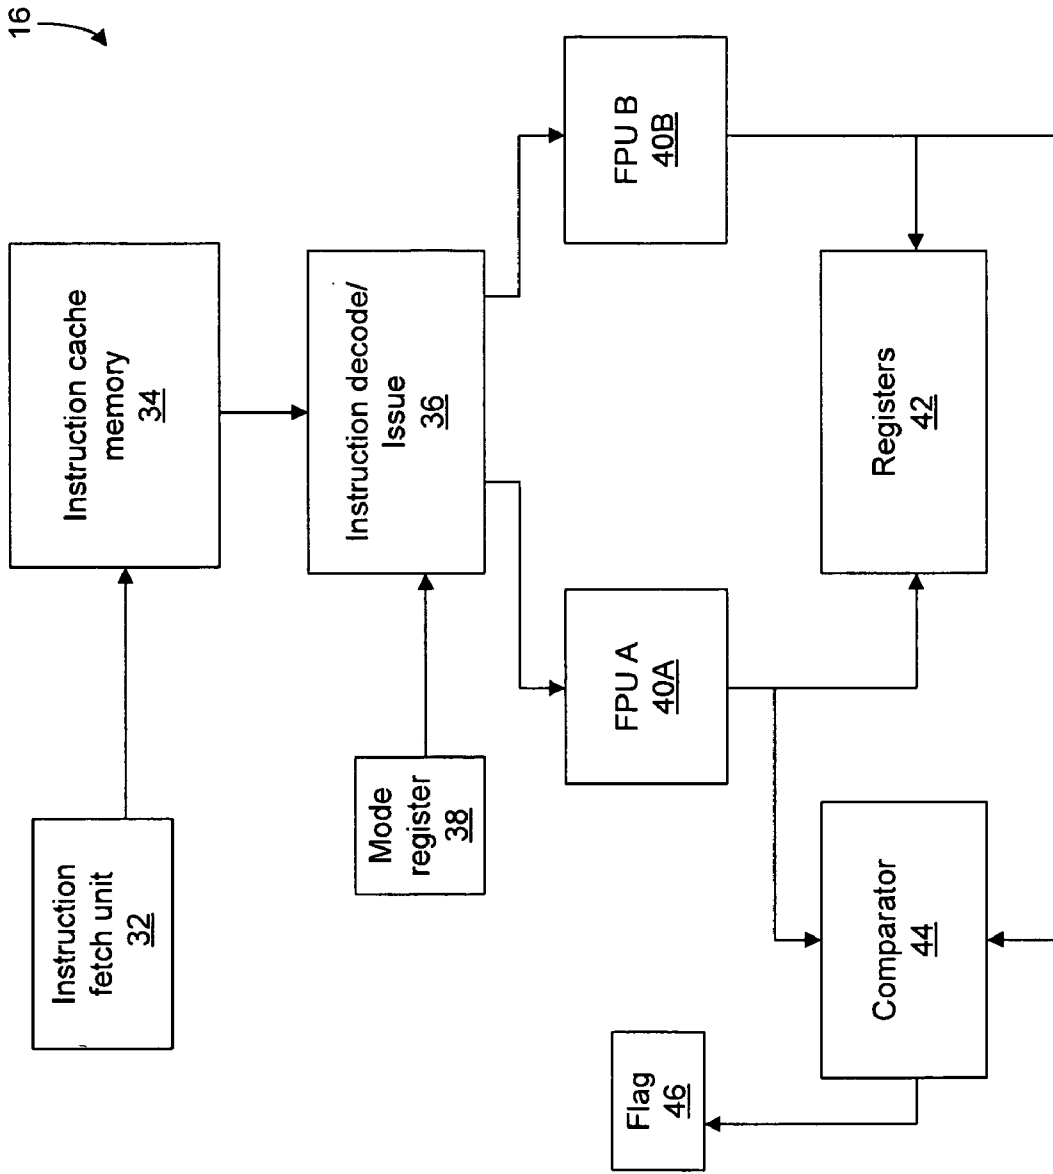 16
Instruction
fetch unit
32
Instruction cache
memory
34
Mode
register
38
Instruction decode/
Issue
36
FPU A
40A
FPU B
40B
Flag
46
Comparator
44
Registers
42